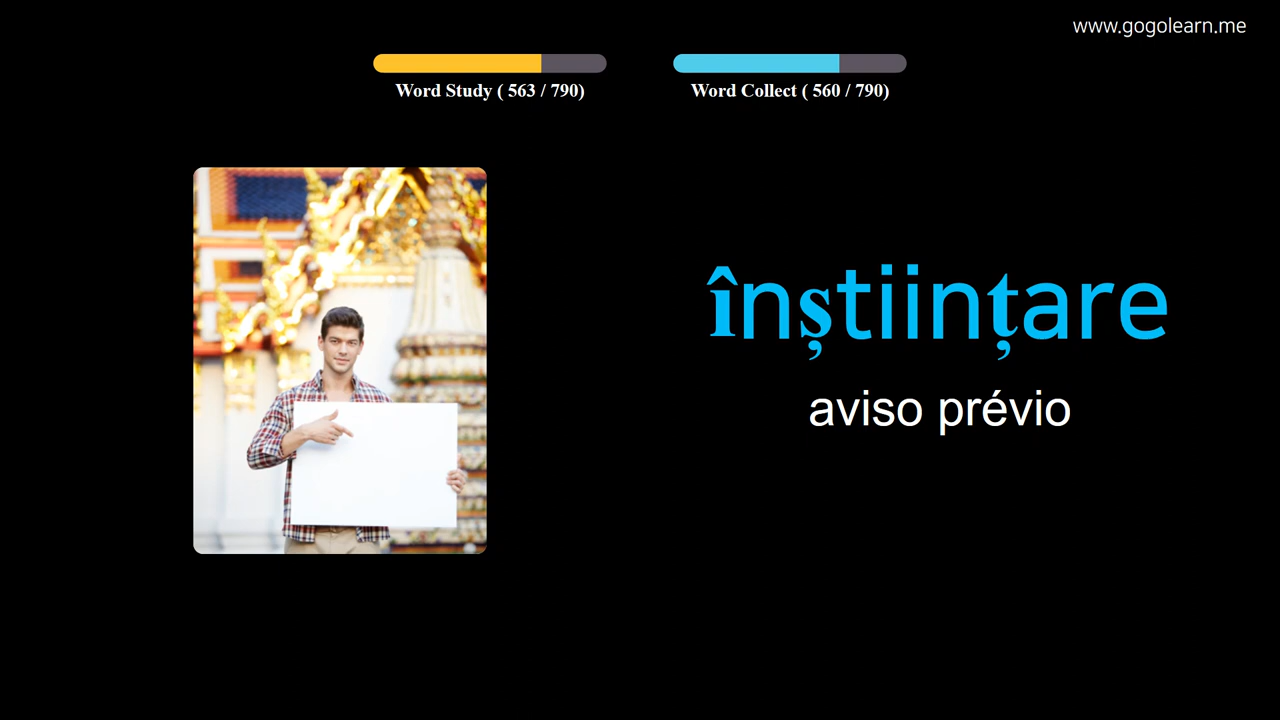 www.gogolearn.me
Word Study ( 563 / 790)
Word Collect ( 560 / 790)
înștiințare
aviso prévio